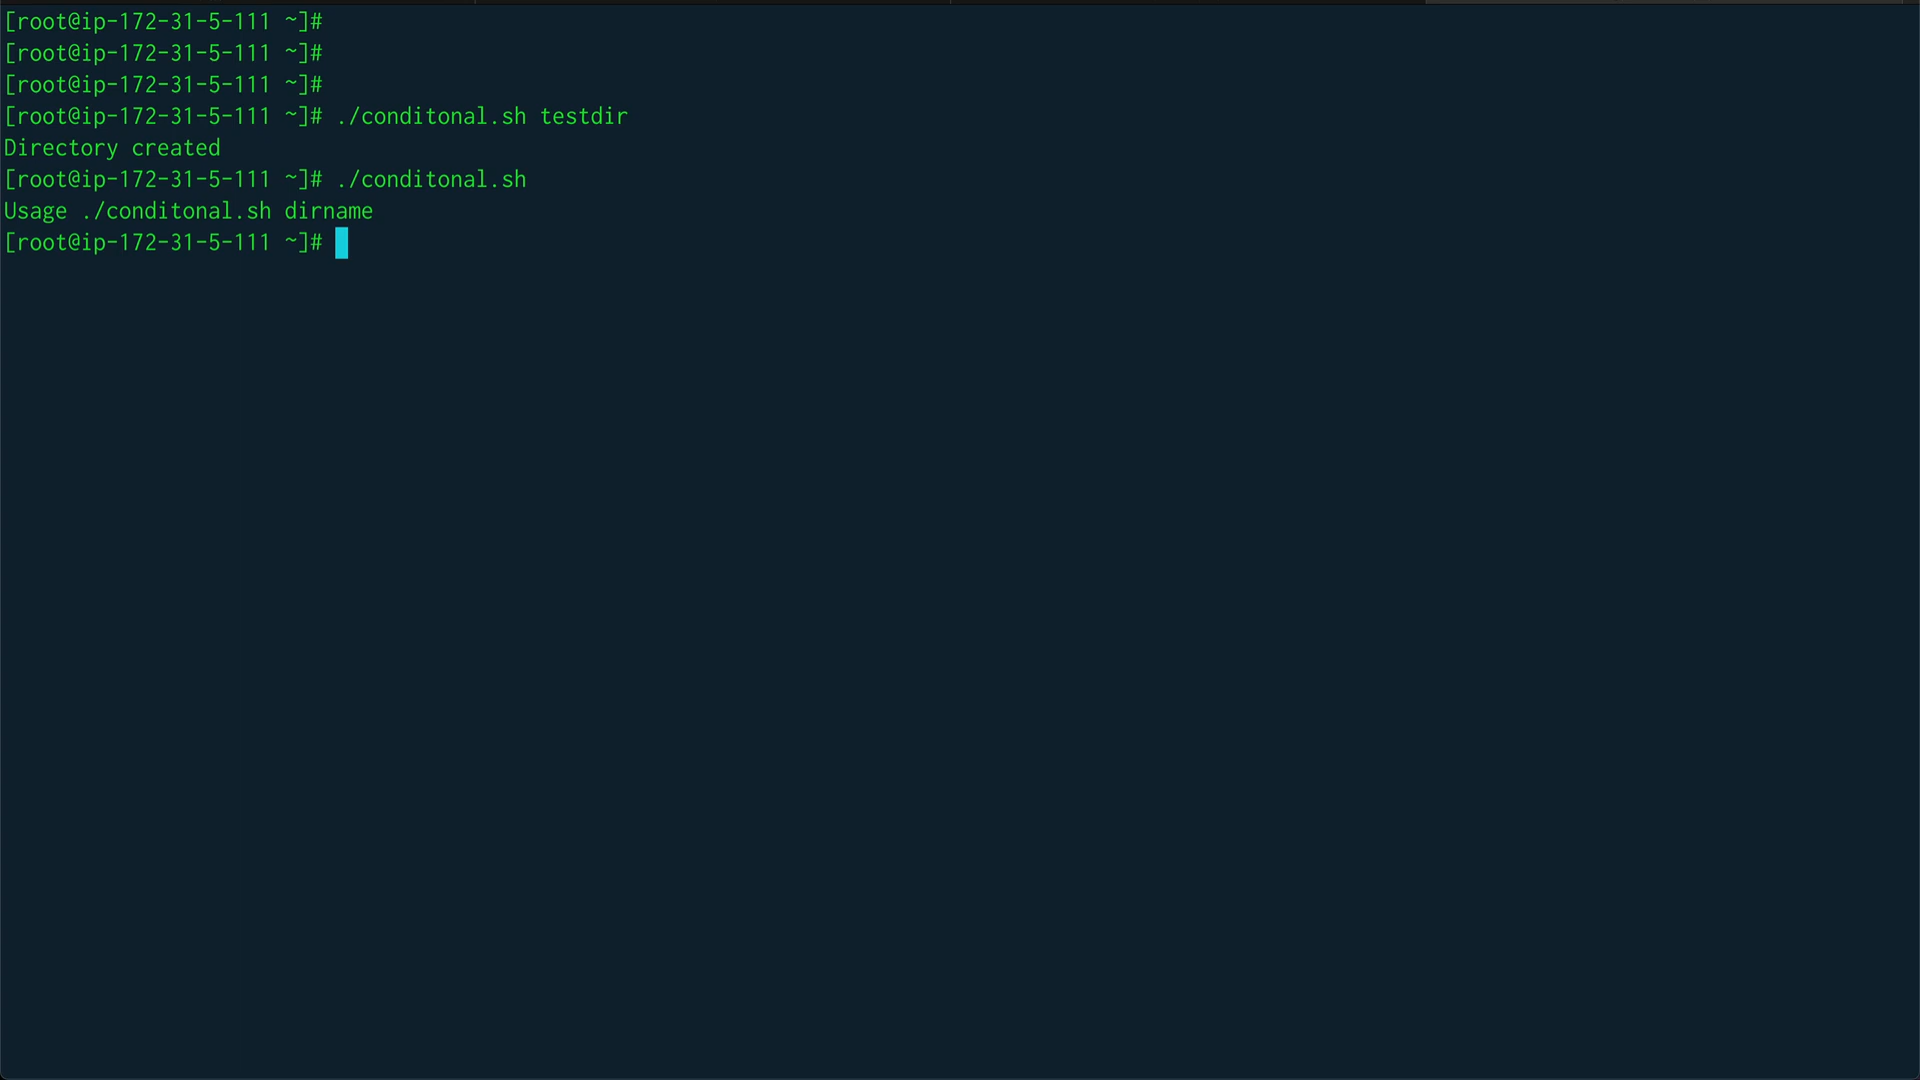 [root@ip-172-31-5-111 ~]#
[root@ip-172-31-5-111 ~]#
[root@ip-172-31-5-111 ~]#
[root@ip-172-31-5-111 ~]# ./conditonal.sh testdir
Directory created
[root@ip-172-31-5-111 ~]# ./conditonal.sh
Usage ./conditonal.sh dirname
[root@ip-172-31-5-111 ~]#